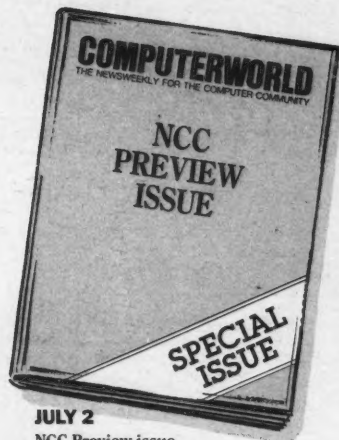 COMPUTERWORLD
THE NEWSWEEKLY FOR THE COMPUTER COMMUNITY
NCC
PREVIEW
ISSUE
SPECIAL
ISSUE
JULY 2
NCC Preview issue